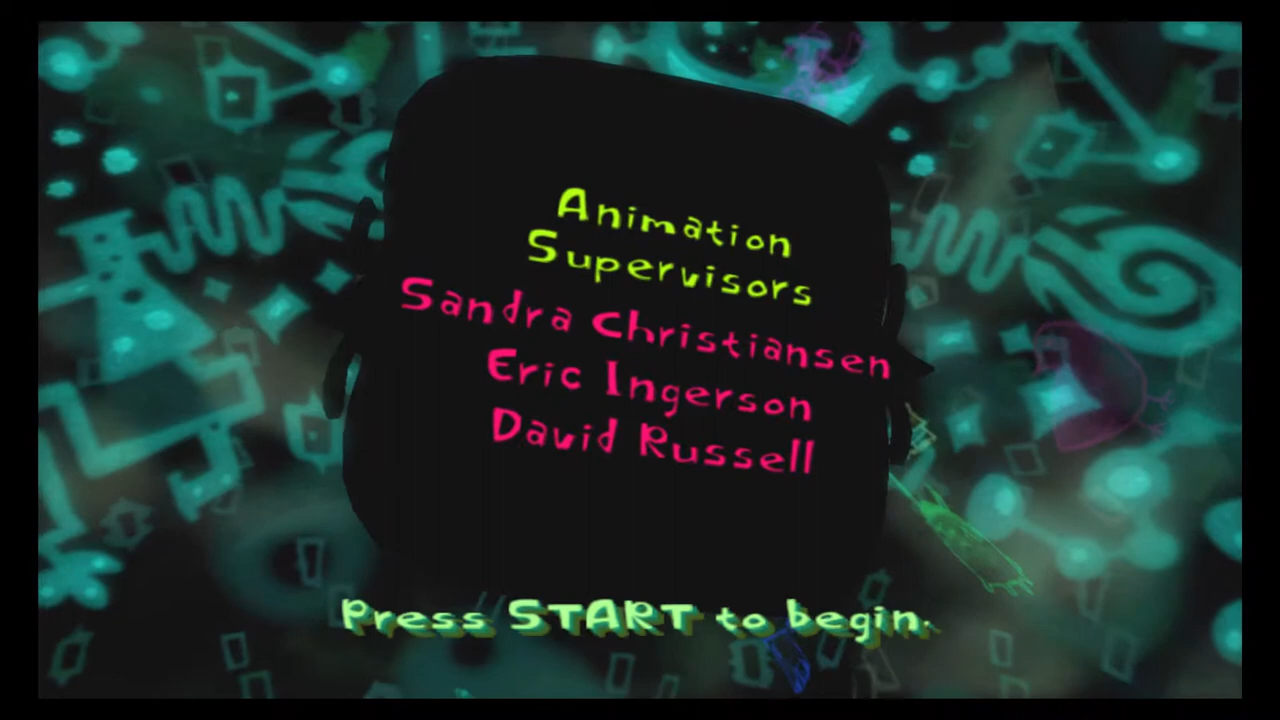 Animation
Supervisors
Sandra Christiansen
Eric Ingerson
David Russell
Press START to begin.